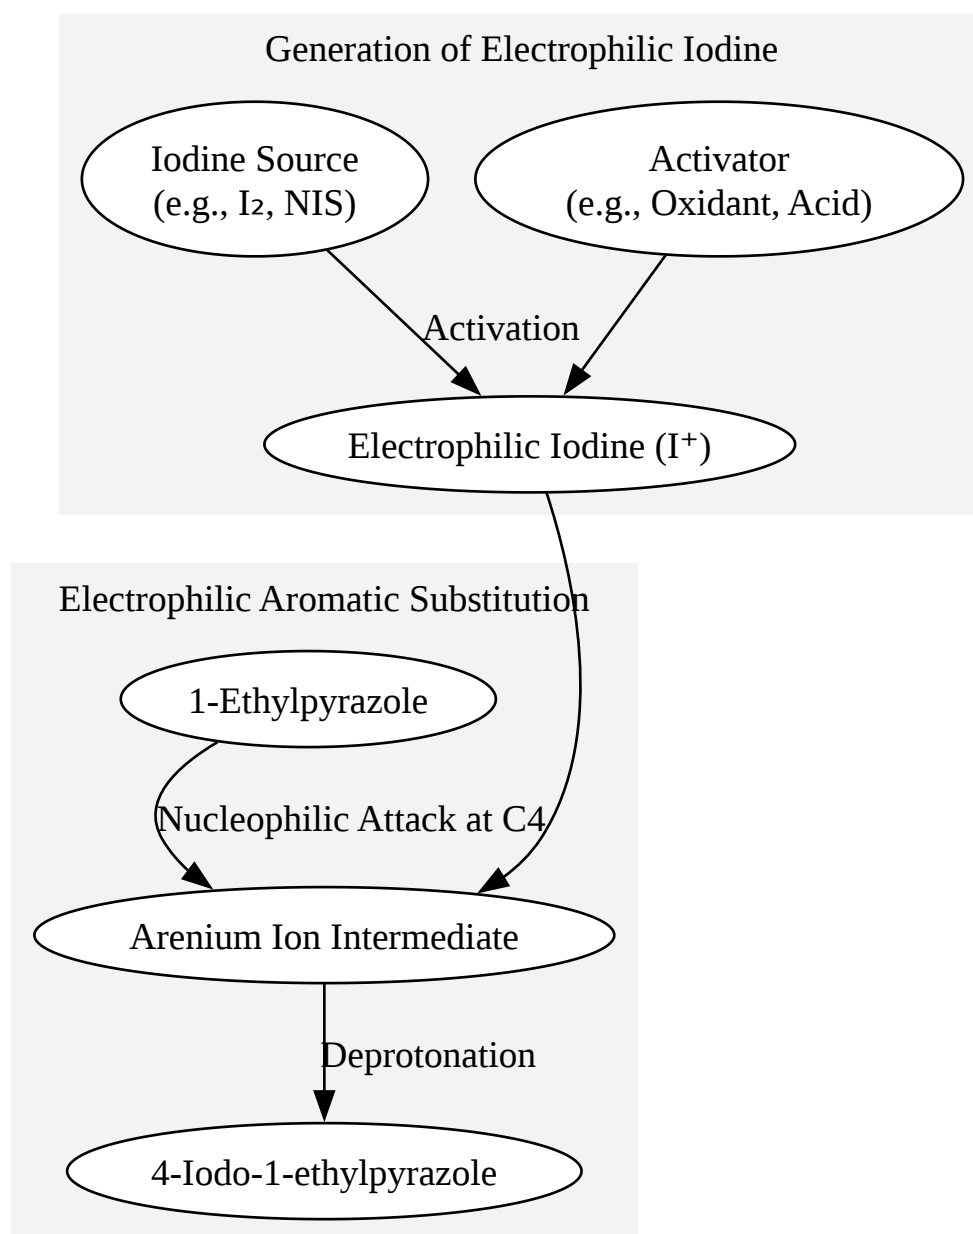 Generation of Electrophilic Iodine
Iodine Source
(e.g., I₂, NIS)
Activator
(e.g., Oxidant, Acid)
Activation
Electrophilic Iodine (I⁺)
Electrophilic Aromatic Substitution
1-Ethylpyrazole
Nucleophilic Attack at C4
Arenium Ion Intermediate
Deprotonation
4-Iodo-1-ethylpyrazole